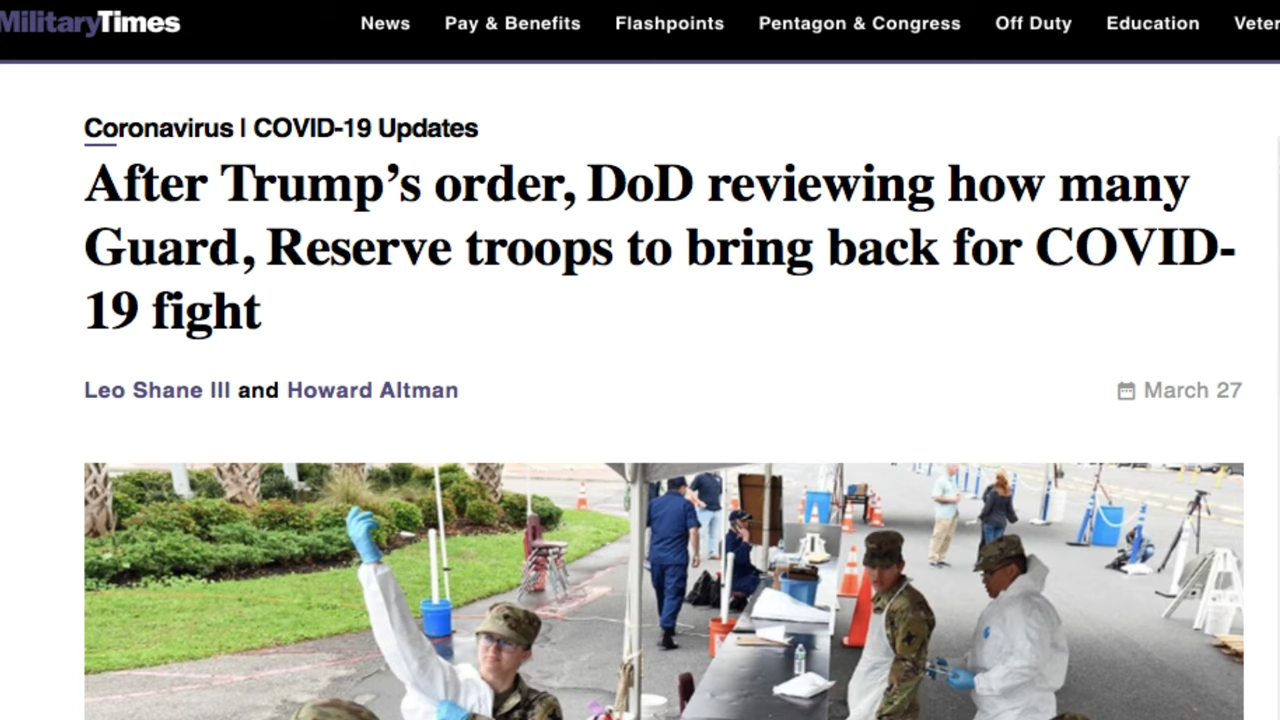 MilitaryTimes
News Pay & Benefits Flashpoints Pentagon & Congress Off Duty Education
Coronavirus | COVID-19 Updates
After Trump’s order, DoD reviewing how many
Guard, Reserve troops to bring back for COVID-
19 fight
Leo Shane III and Howard Altman
March 27